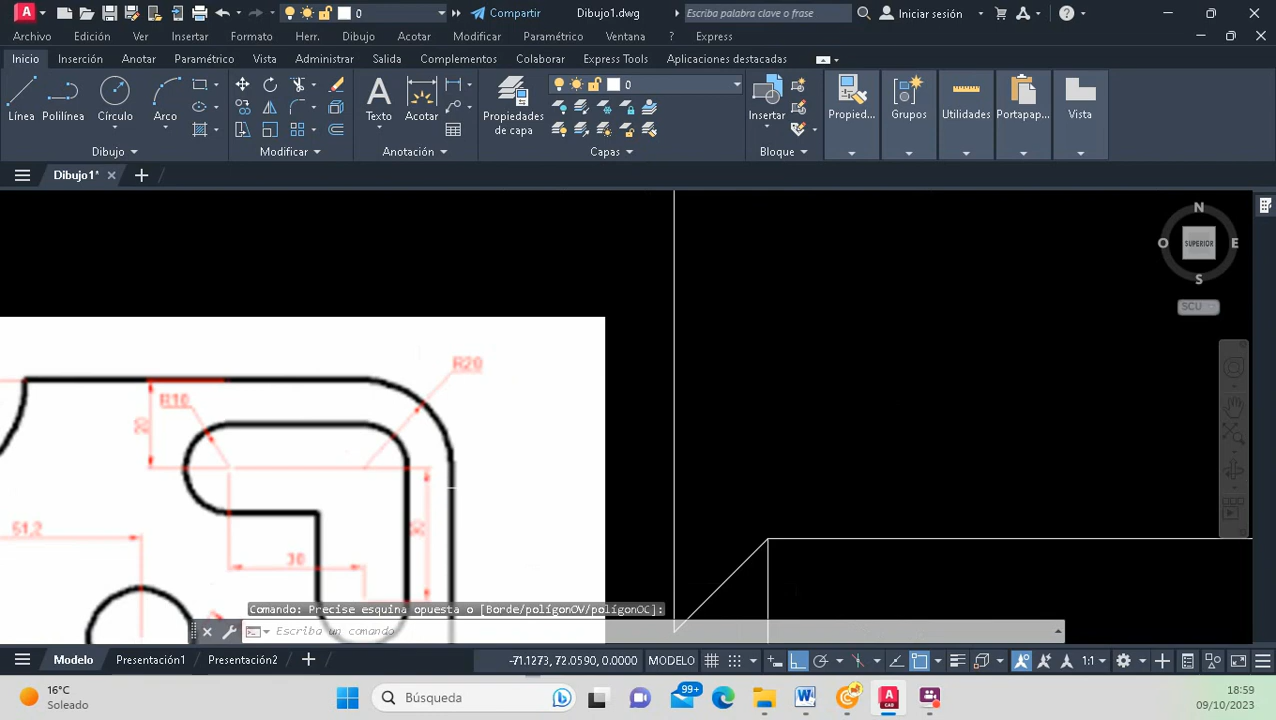 0
Compartir
Dibujo1.dwg
Escriba palabra clave o frase
Iniciar sesión
Archivo Edición Ver Insertar Formato Herr. Dibujo Acotar Modificar Paramétrico Ventana ? Express
Inicio Inserción Anotar Paramétrico Vista Salida Administrar Complementos Colaborar Express Tools Aplicaciones destacadas
0
Línea Polilínea Círculo Arco
Texto Acotar
Propiedades de capa
Insertar
Propied... Grupos Utilidades Portapap... Vista
Dibujo Modificar Anotación Capas Bloque
Dibujo1*
N
O SUPERIOR E
S
SCU
R20
R10
20
51,2
30
Comando: Precise esquina opuesta o [Borde/polígonOV/polígonOC]:
Escriba un comando
Modelo Presentación1 Presentación2
-71.1273, 72.0590, 0.0000 MODELO
1:1
16°C
Soleado
Búsqueda
99+
18:59
09/10/2023